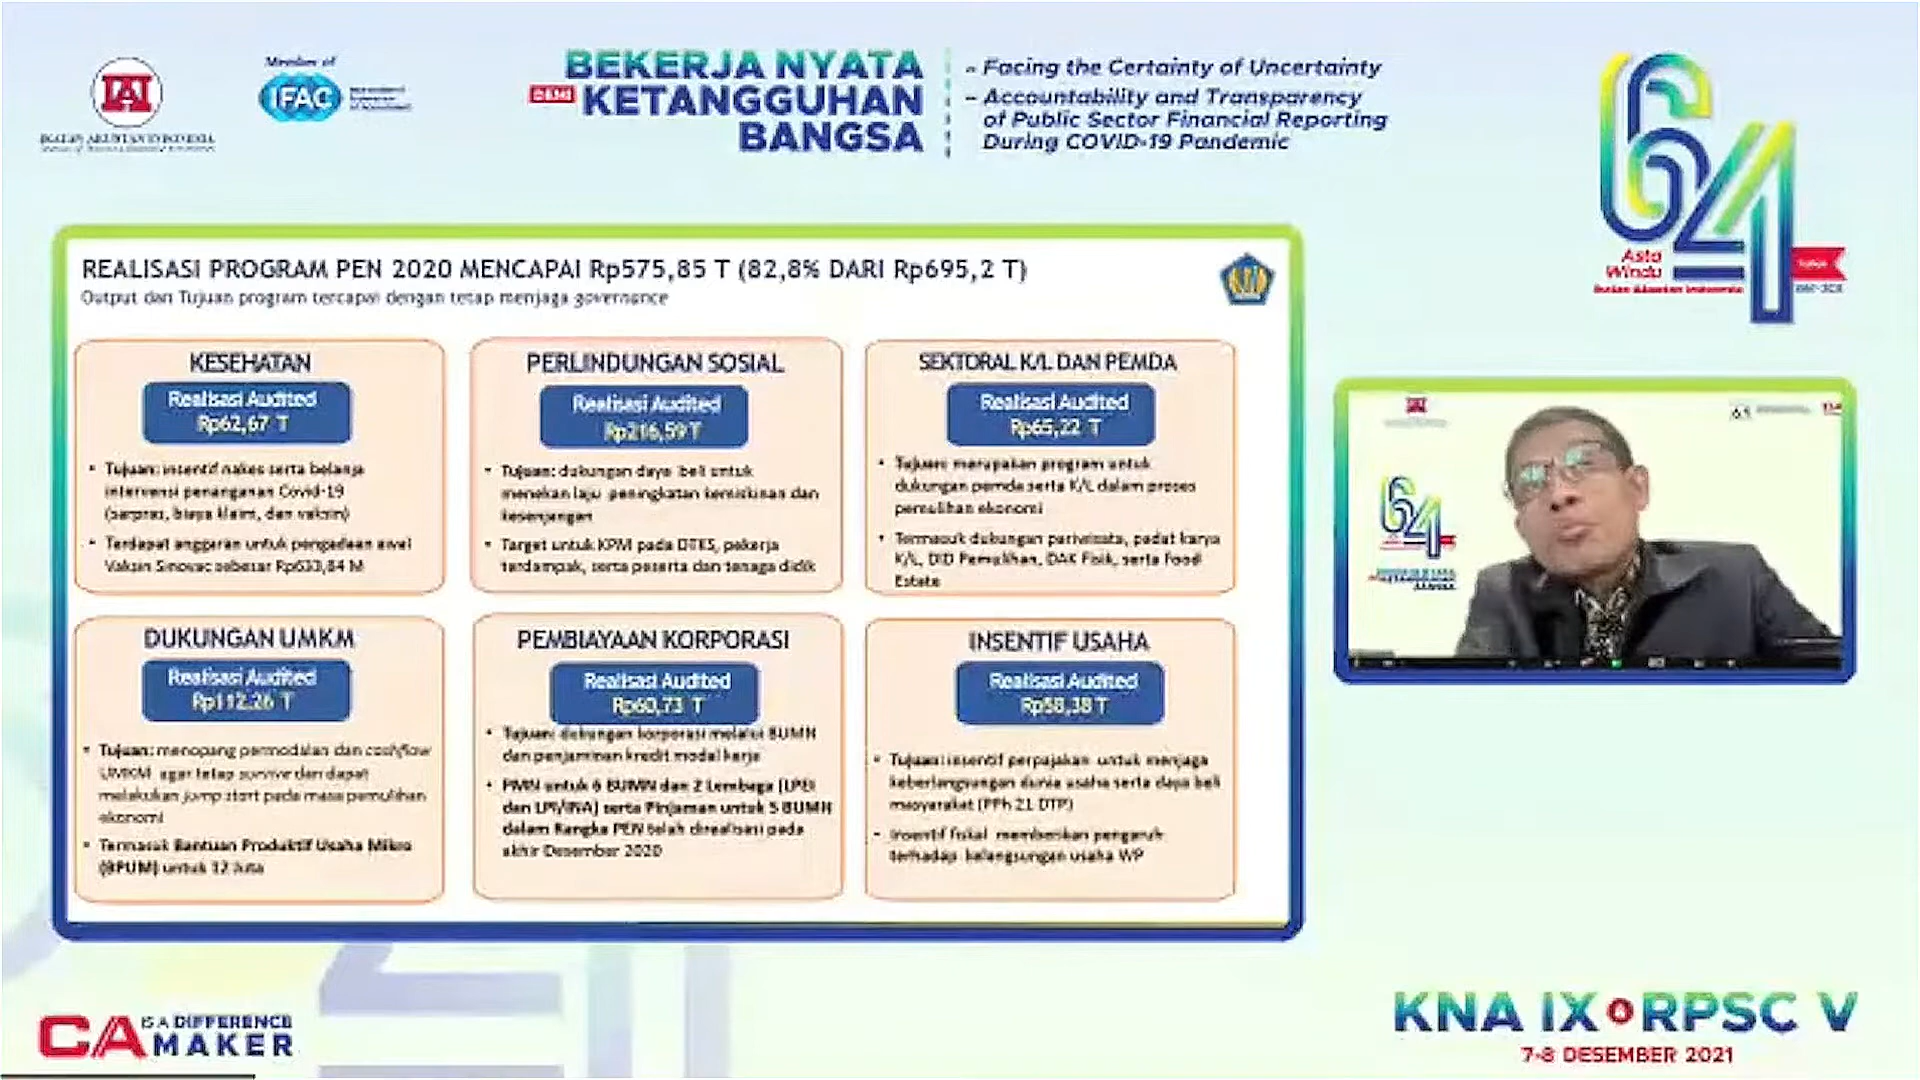 IAI
IKATAN AKUNTAN INDONESIA
Member of
IFAC
BEKERJA NYATA
DEMI KETANGGUHAN
BANGSA
- Facing the Certainty of Uncertainty
- Accountability and Transparency
of Public Sector Financial Reporting
During COVID-19 Pandemic
64
Asta
Windu
Ikatan Akuntan Indonesia
REALISASI PROGRAM PEN 2020 MENCAPAI Rp575,85 T (82,8% DARI Rp695,2 T)
Output dan Tujuan program tercapai dengan tetap menjaga governance
KESEHATAN
Realisasi Audited
Rp62,67 T
• Tujuan: insentif nakes serta belanja
intervensi penanganan Covid-19
(sarpras, biaya klaim, dan vaksin)
• Terdapat anggaran untuk pengadaan awal
Vaksin Sinovac sebesar Rp633,84 M
PERLINDUNGAN SOSIAL
Realisasi Audited
Rp216,59 T
• Tujuan: dukungan daya beli untuk
menekan laju peningkatan kemiskinan dan
kesenjangan
• Target untuk KPM pada DTKS, pekerja
terdampak, serta peserta dan tenaga didik
SEKTORAL K/L DAN PEMDA
Realisasi Audited
Rp65,22 T
• Tujuan: merupakan program untuk
dukungan pemda serta K/L dalam proses
pemulihan ekonomi
• Termasuk dukungan pariwisata, padat karya
K/L, DID Pemulihan, DAK Fisik, serta Food
Estate
DUKUNGAN UMKM
Realisasi Audited
Rp112,26 T
• Tujuan: menopang permodalan dan cashflow
UMKM agar tetap survive dan dapat
melakukan jump start pada masa pemulihan
ekonomi
• Termasuk Bantuan Produktif Usaha Mikro
(BPUM) untuk 12 Juta
PEMBIAYAAN KORPORASI
Realisasi Audited
Rp60,73 T
• Tujuan: dukungan korporasi melalui BUMN
dan penjaminan kredit modal kerja
• PMN untuk 6 BUMN dan 2 Lembaga (LPEI
dan LPI/INA) serta Pinjaman untuk 5 BUMN
dalam Rangka PEN telah direalisasi pada
akhir Desember 2020
INSENTIF USAHA
Realisasi Audited
Rp58,38 T
• Tujuan: insentif perpajakan untuk menjaga
keberlangsungan dunia usaha serta daya beli
masyarakat (PPh 21 DTP)
• Insentif fiskal memberikan pengaruh
terhadap kelangsungan usaha WP
64
KETANGGUHAN
BANGSA
CA IS A DIFFERENCE
MAKER
KNA IX RPSC V
7-8 DESEMBER 2021